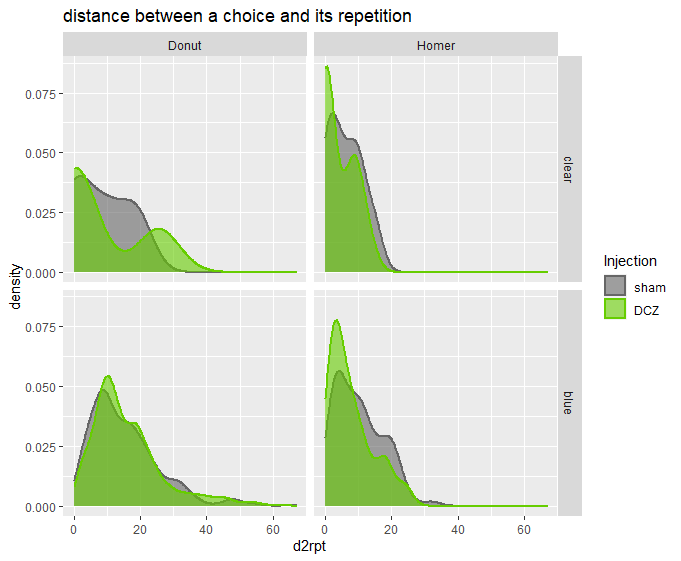 distance between a choice and its repetition
Donut
Homer
0.075
0.050
0.025
0.000
clear
0.075
0.050
0.025
0.000
blue
density
0
20
40
60
0
20
40
60
d2rpt
Injection
sham
DCZ